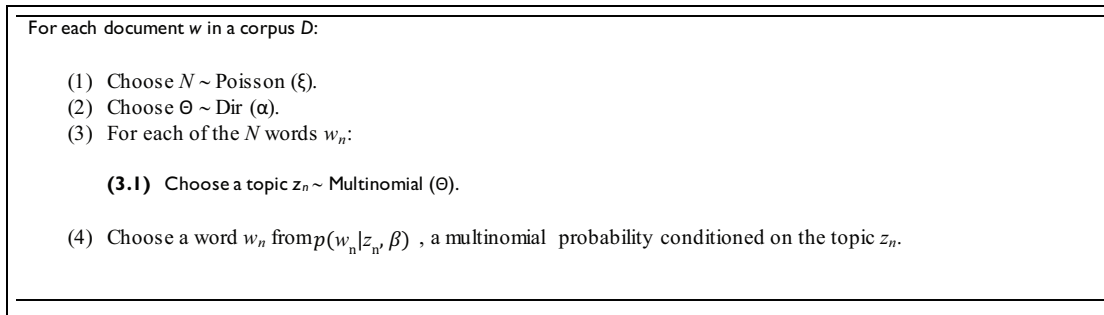 For each document w in a corpus D:
(1) Choose N ~ Poisson (ξ).
(2) Choose Θ ~ Dir (α).
(3) For each of the N words wₙ:
(3.1) Choose a topic zₙ ~ Multinomial (Θ).
(4) Choose a word wₙ from p(wₙ|zₙ, β) , a multinomial probability conditioned on the topic zₙ.